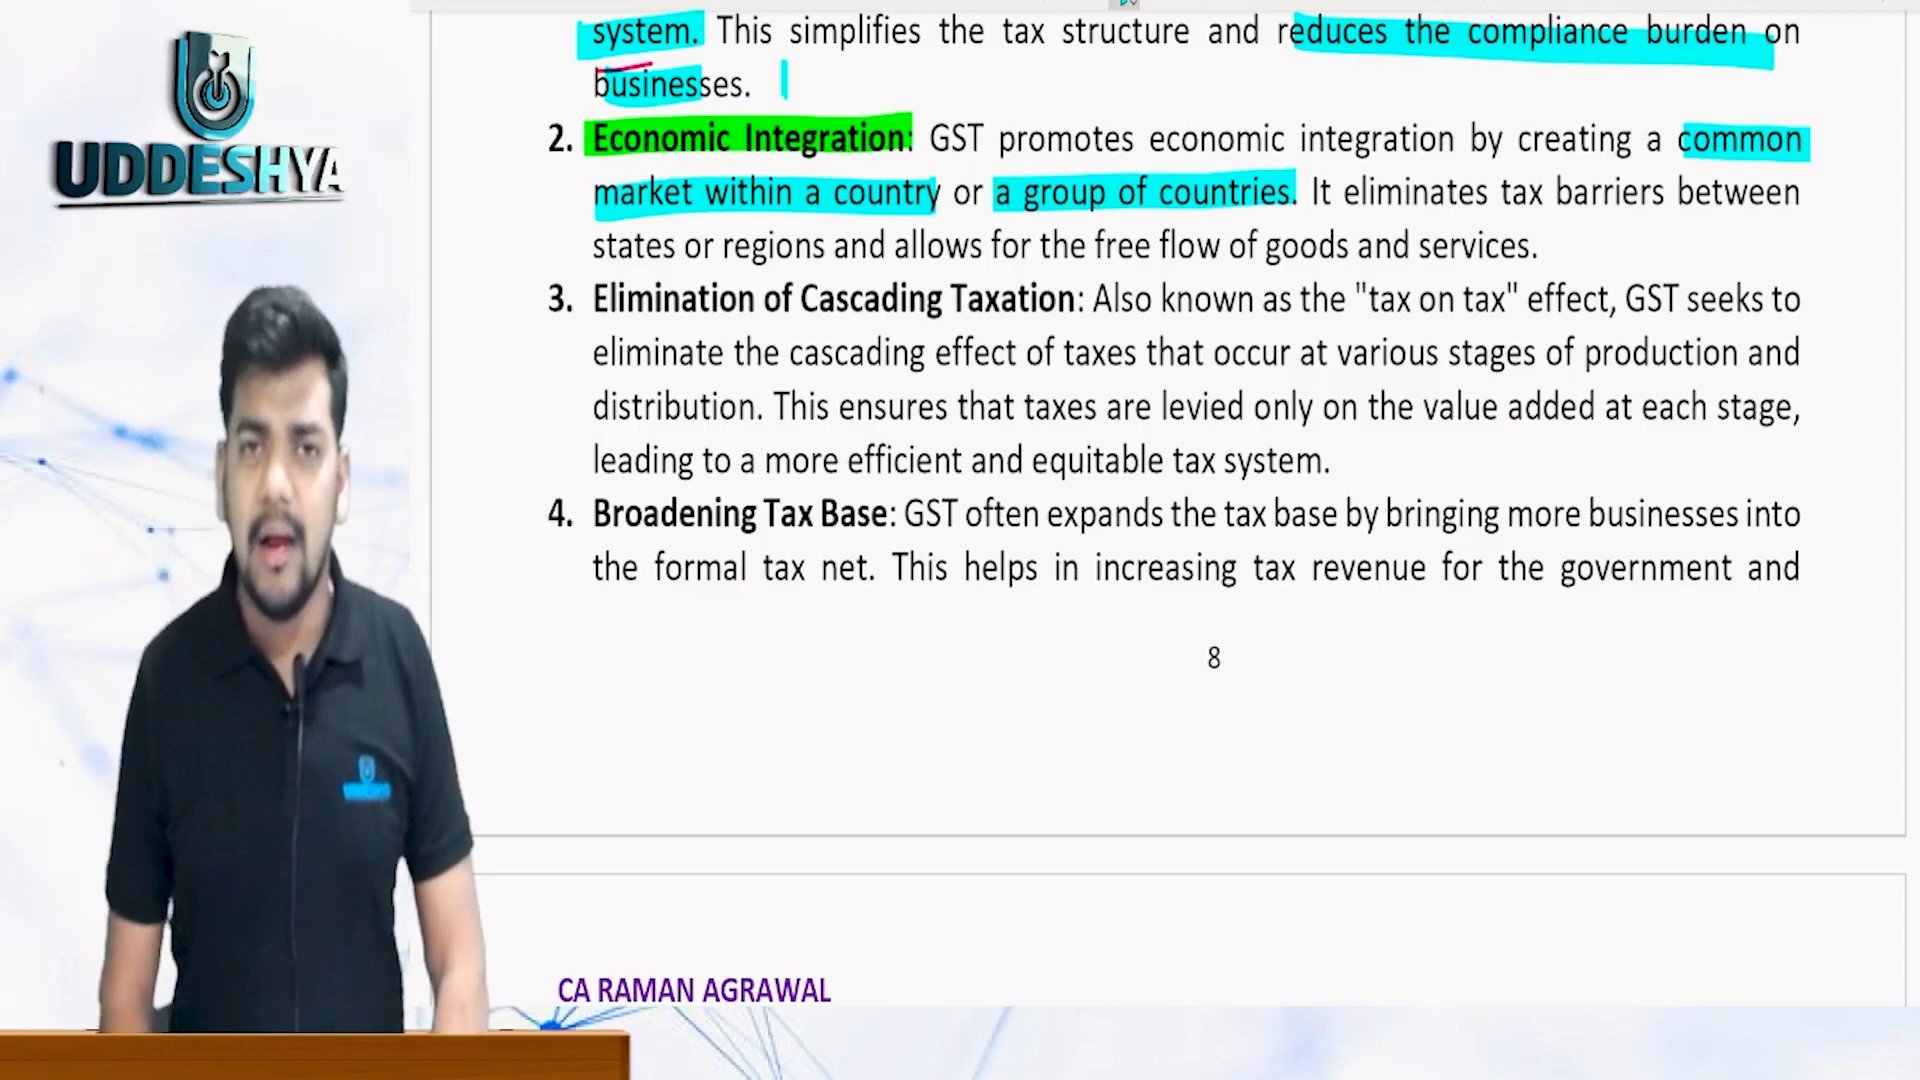 UDDESHYA
system. This simplifies the tax structure and reduces the compliance burden on
businesses.
2. Economic Integration: GST promotes economic integration by creating a common
market within a country or a group of countries. It eliminates tax barriers between
states or regions and allows for the free flow of goods and services.
3. Elimination of Cascading Taxation: Also known as the "tax on tax" effect, GST seeks to
eliminate the cascading effect of taxes that occur at various stages of production and
distribution. This ensures that taxes are levied only on the value added at each stage,
leading to a more efficient and equitable tax system.
4. Broadening Tax Base: GST often expands the tax base by bringing more businesses into
the formal tax net. This helps in increasing tax revenue for the government and
8
CA RAMAN AGRAWAL